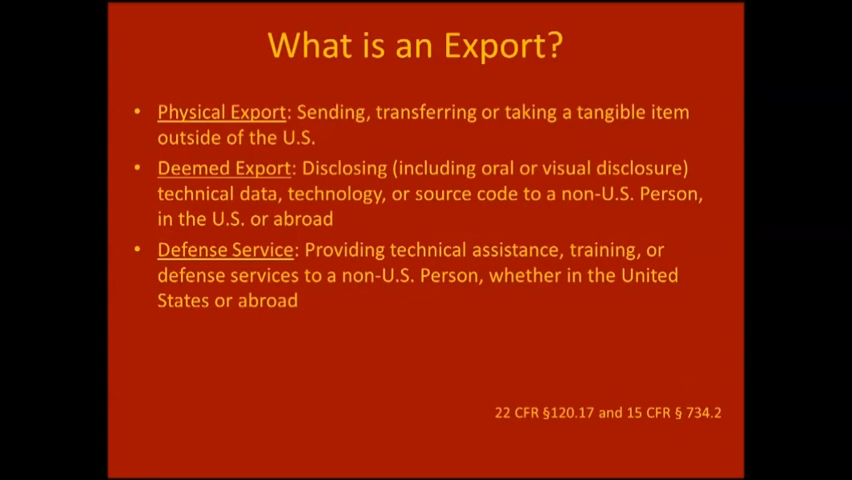 What is an Export?
• Physical Export: Sending, transferring or taking a tangible item
outside of the U.S.
• Deemed Export: Disclosing (including oral or visual disclosure)
technical data, technology, or source code to a non-U.S. Person,
in the U.S. or abroad
• Defense Service: Providing technical assistance, training, or
defense services to a non-U.S. Person, whether in the United
States or abroad
22 CFR §120.17 and 15 CFR § 734.2